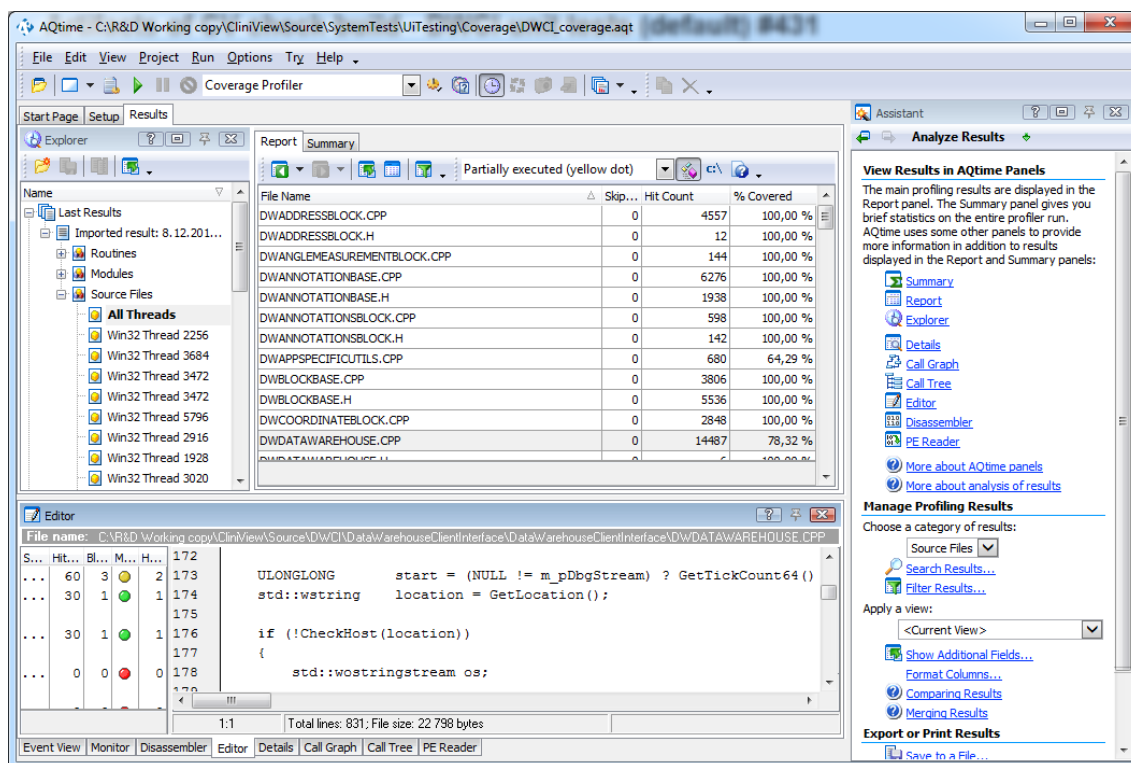 AQtime - C:\R&D Working copy\CliniView\Source\SystemTests\UiTesting\Coverage\DWCI_coverage.aqt (default) #431
File Edit View Project Run Options Try Help
Coverage Profiler
Start Page Setup Results
Explorer
Name
Last Results
Imported result: 8.12.201...
Routines
Modules
Source Files
All Threads
Win32 Thread 2256
Win32 Thread 3684
Win32 Thread 3472
Win32 Thread 3472
Win32 Thread 5796
Win32 Thread 2916
Win32 Thread 1928
Win32 Thread 3020
Report Summary
Partially executed (yellow dot) C:\
File Name Skip... Hit Count % Covered
DWADDRESSBLOCK.CPP 0 4557 100,00 %
DWADDRESSBLOCK.H 0 12 100,00 %
DWANGLEMEASUREMENTBLOCK.CPP 0 144 100,00 %
DWANNOTATIONBASE.CPP 0 6276 100,00 %
DWANNOTATIONBASE.H 0 1938 100,00 %
DWANNOTATIONSBLOCK.CPP 0 598 100,00 %
DWANNOTATIONSBLOCK.H 0 142 100,00 %
DWAPPSPECIFICUTILS.CPP 0 680 64,29 %
DWBLOCKBASE.CPP 0 3806 100,00 %
DWBLOCKBASE.H 0 5536 100,00 %
DWCOORDINATEBLOCK.CPP 0 2848 100,00 %
DWDATAWAREHOUSE.CPP 0 14487 78,32 %
DWDATAWAREHOUSE.H 0 6 100,00 %
Editor
File name: C:\R&D Working copy\CliniView\Source\DWCI\DataWarehouseClientInterface\DataWarehouseClientInterface\DWDATAWAREHOUSE.CPP
S... Hit... Bl... M... H...
172
... 60 3 2 173 ULONGLONG start = (NULL != m_pDbgStream) ? GetTickCount64()
... 30 1 1 174 std::wstring location = GetLocation();
175
... 30 1 1 176 if (!CheckHost(location))
177 {
... 0 0 0 178 std::wostringstream os;
179
1:1 Total lines: 831; File size: 22 798 bytes
Event View Monitor Disassembler Editor Details Call Graph Call Tree PE Reader
Assistant
Analyze Results
View Results in AQtime Panels
The main profiling results are displayed in the
Report panel. The Summary panel gives you
brief statistics on the entire profiler run.
AQtime uses some other panels to provide
more information in addition to results
displayed in the Report and Summary panels:
Summary
Report
Explorer
Details
Call Graph
Call Tree
Editor
Disassembler
PE Reader
More about AQtime panels
More about analysis of results
Manage Profiling Results
Choose a category of results:
Source Files
Search Results...
Filter Results...
Apply a view:
<Current View>
Show Additional Fields...
Format Columns...
Comparing Results
Merging Results
Export or Print Results
Save to a File...